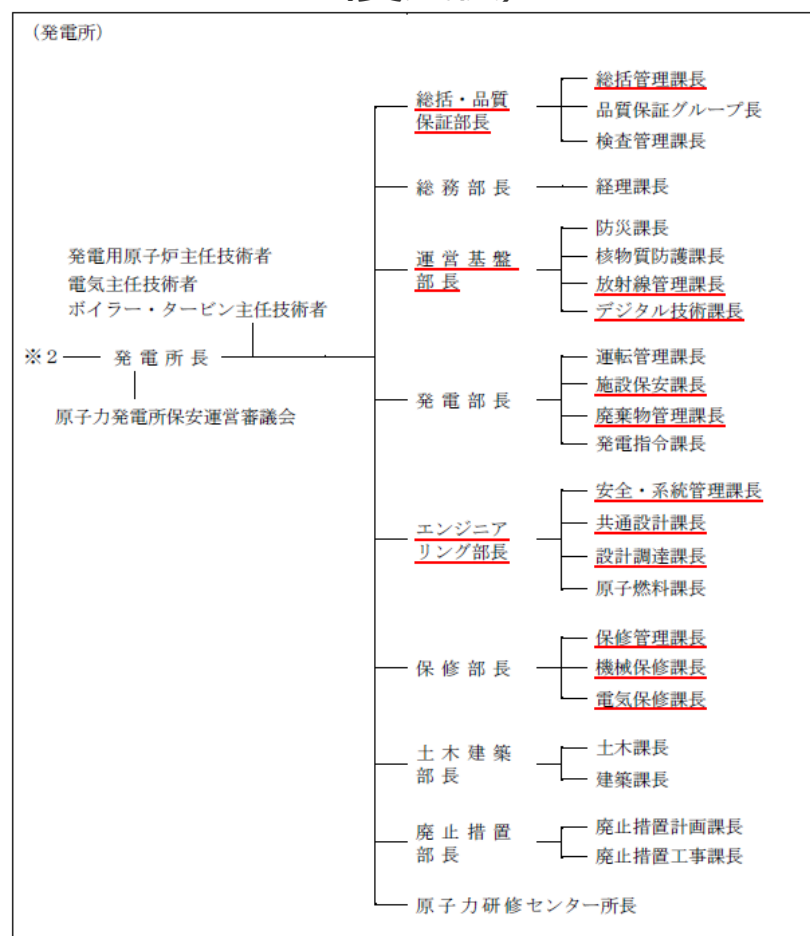 （発電所）
総括・品質
保証部長
総括管理課長
品質保証グループ長
検査管理課長
総務部長
経理課長
運営基盤
部長
防災課長
核物質防護課長
放射線管理課長
デジタル技術課長
発電用原子炉主任技術者
電気主任技術者
ボイラー・タービン主任技術者
※２
発電所長
原子力発電所保安運営審議会
発電部長
運転管理課長
施設保安課長
廃棄物管理課長
発電指令課長
エンジニア
リング部長
安全・系統管理課長
共通設計課長
設計調達課長
原子燃料課長
保修部長
保修管理課長
機械保修課長
電気保修課長
土木建築
部長
土木課長
建築課長
廃止措置
部長
廃止措置計画課長
廃止措置工事課長
原子力研修センター所長